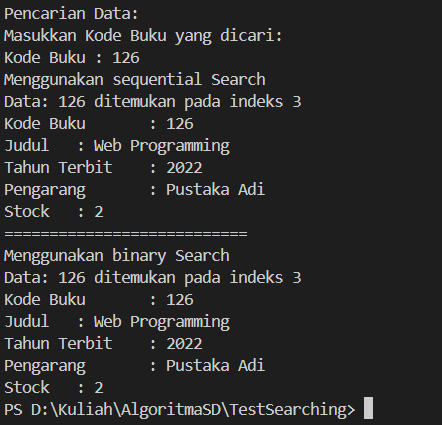 Pencarian Data:
Masukkan Kode Buku yang dicari:
Kode Buku : 126
Menggunakan sequential Search
Data: 126 ditemukan pada indeks 3
Kode Buku       : 126
Judul   : Web Programming
Tahun Terbit    : 2022
Pengarang       : Pustaka Adi
Stock   : 2
===========================
Menggunakan binary Search
Data: 126 ditemukan pada indeks 3
Kode Buku       : 126
Judul   : Web Programming
Tahun Terbit    : 2022
Pengarang       : Pustaka Adi
Stock   : 2
PS D:\Kuliah\AlgoritmaSD\TestSearching>